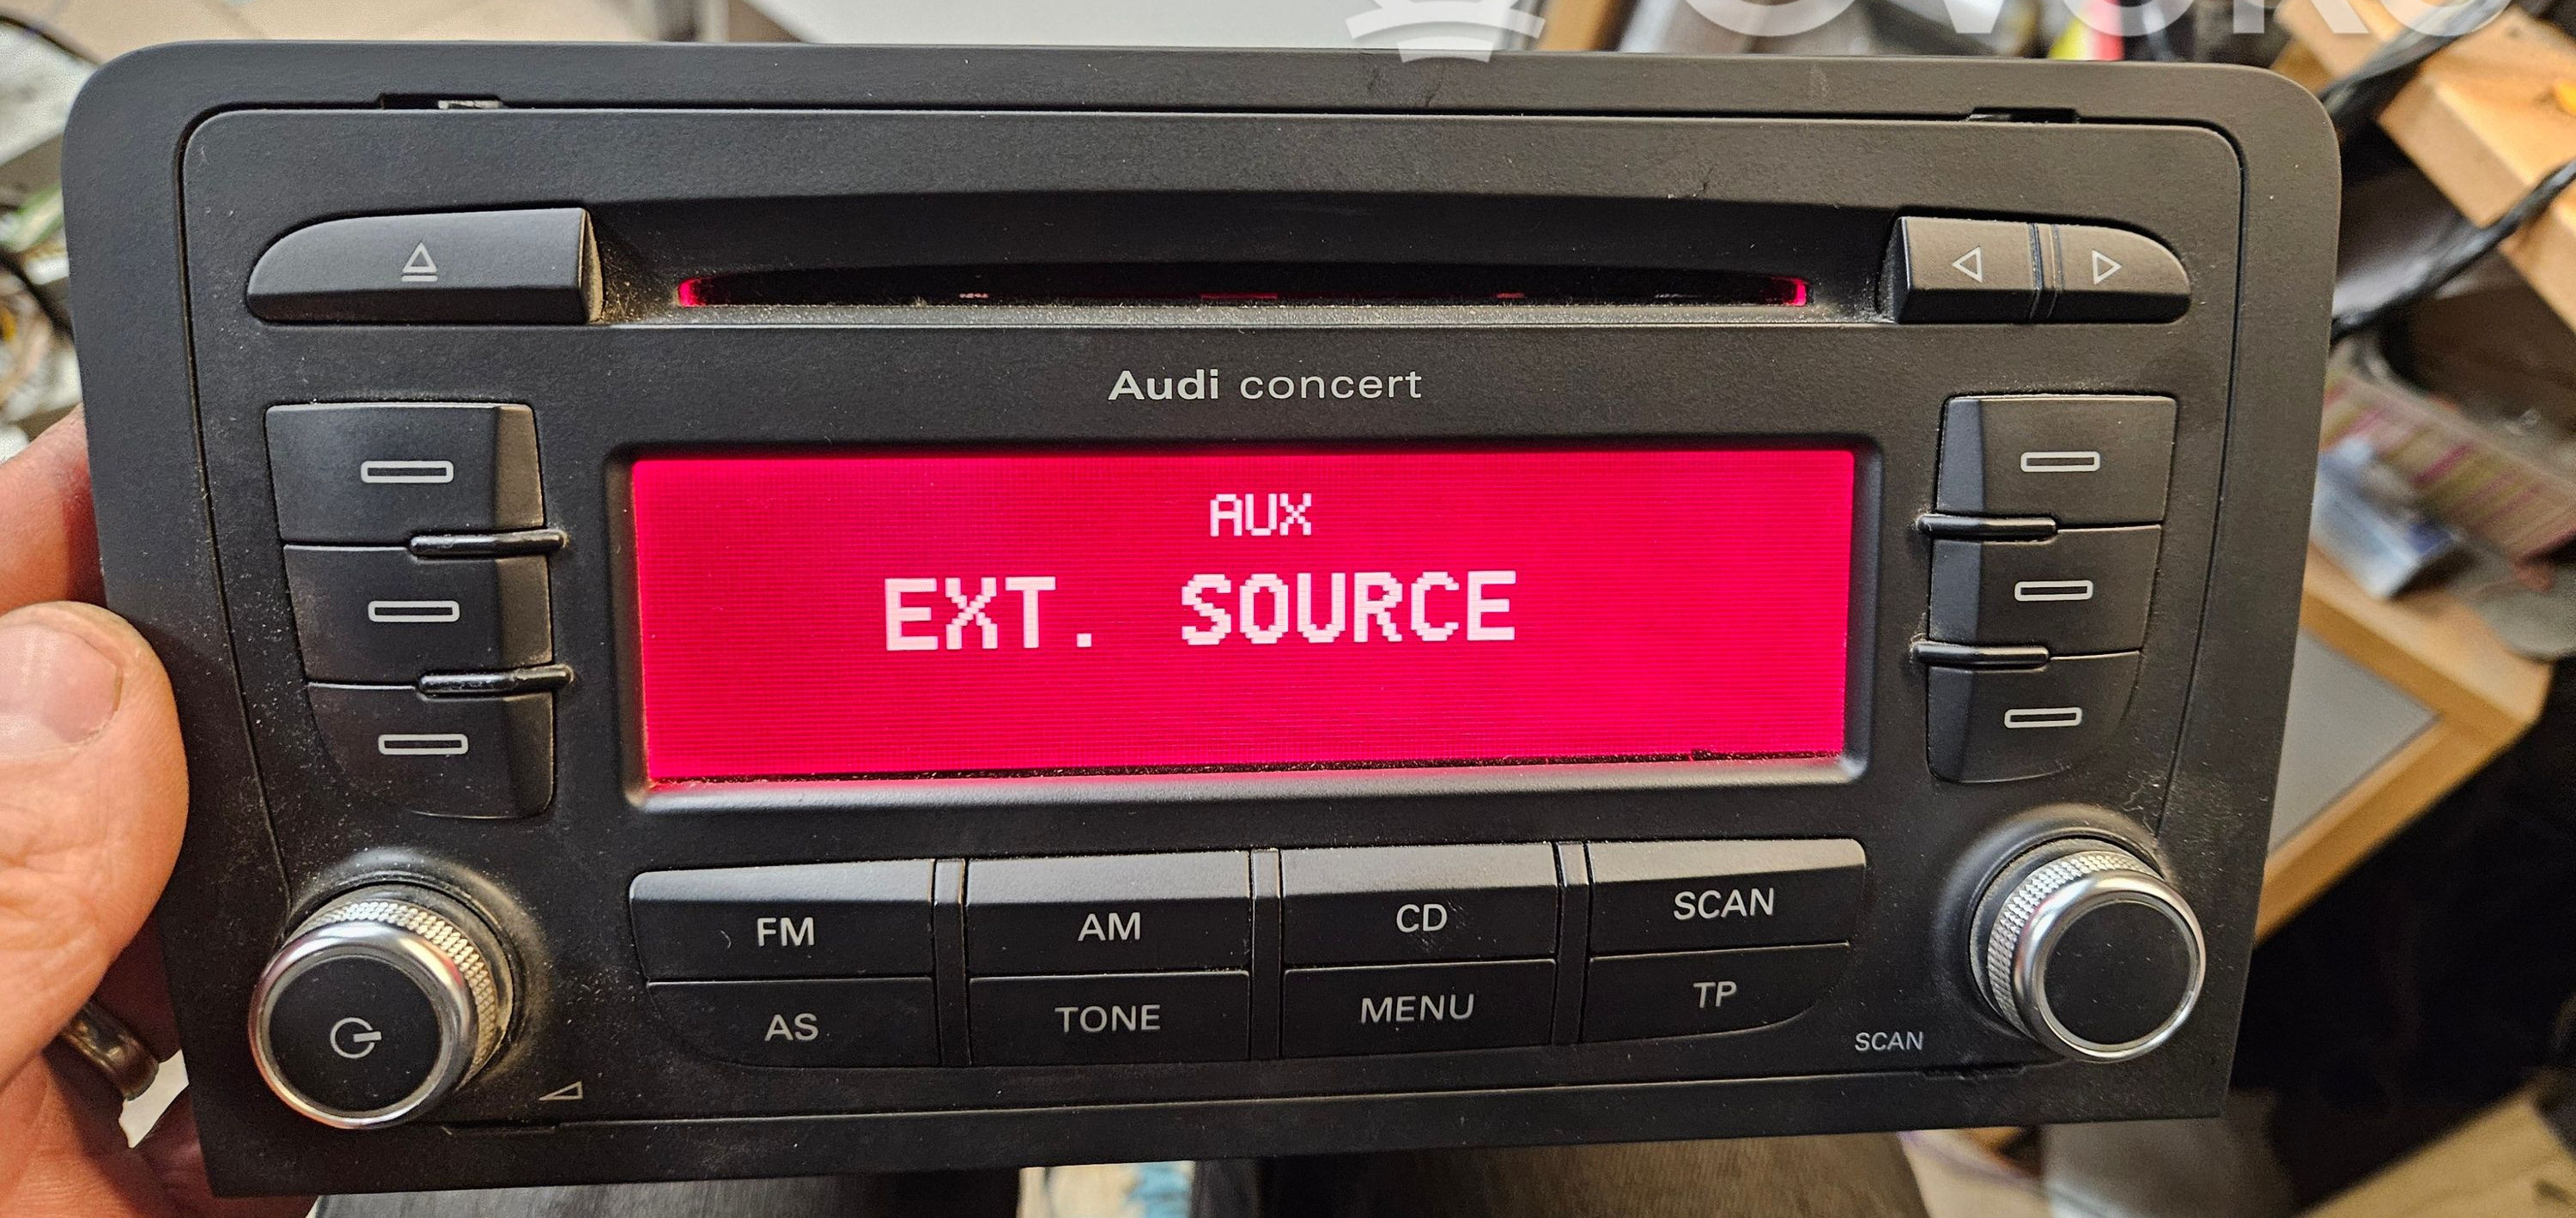 Audi concert
AUX
EXT. SOURCE
FM
AM
CD
SCAN
AS
TONE
MENU
TP
SCAN